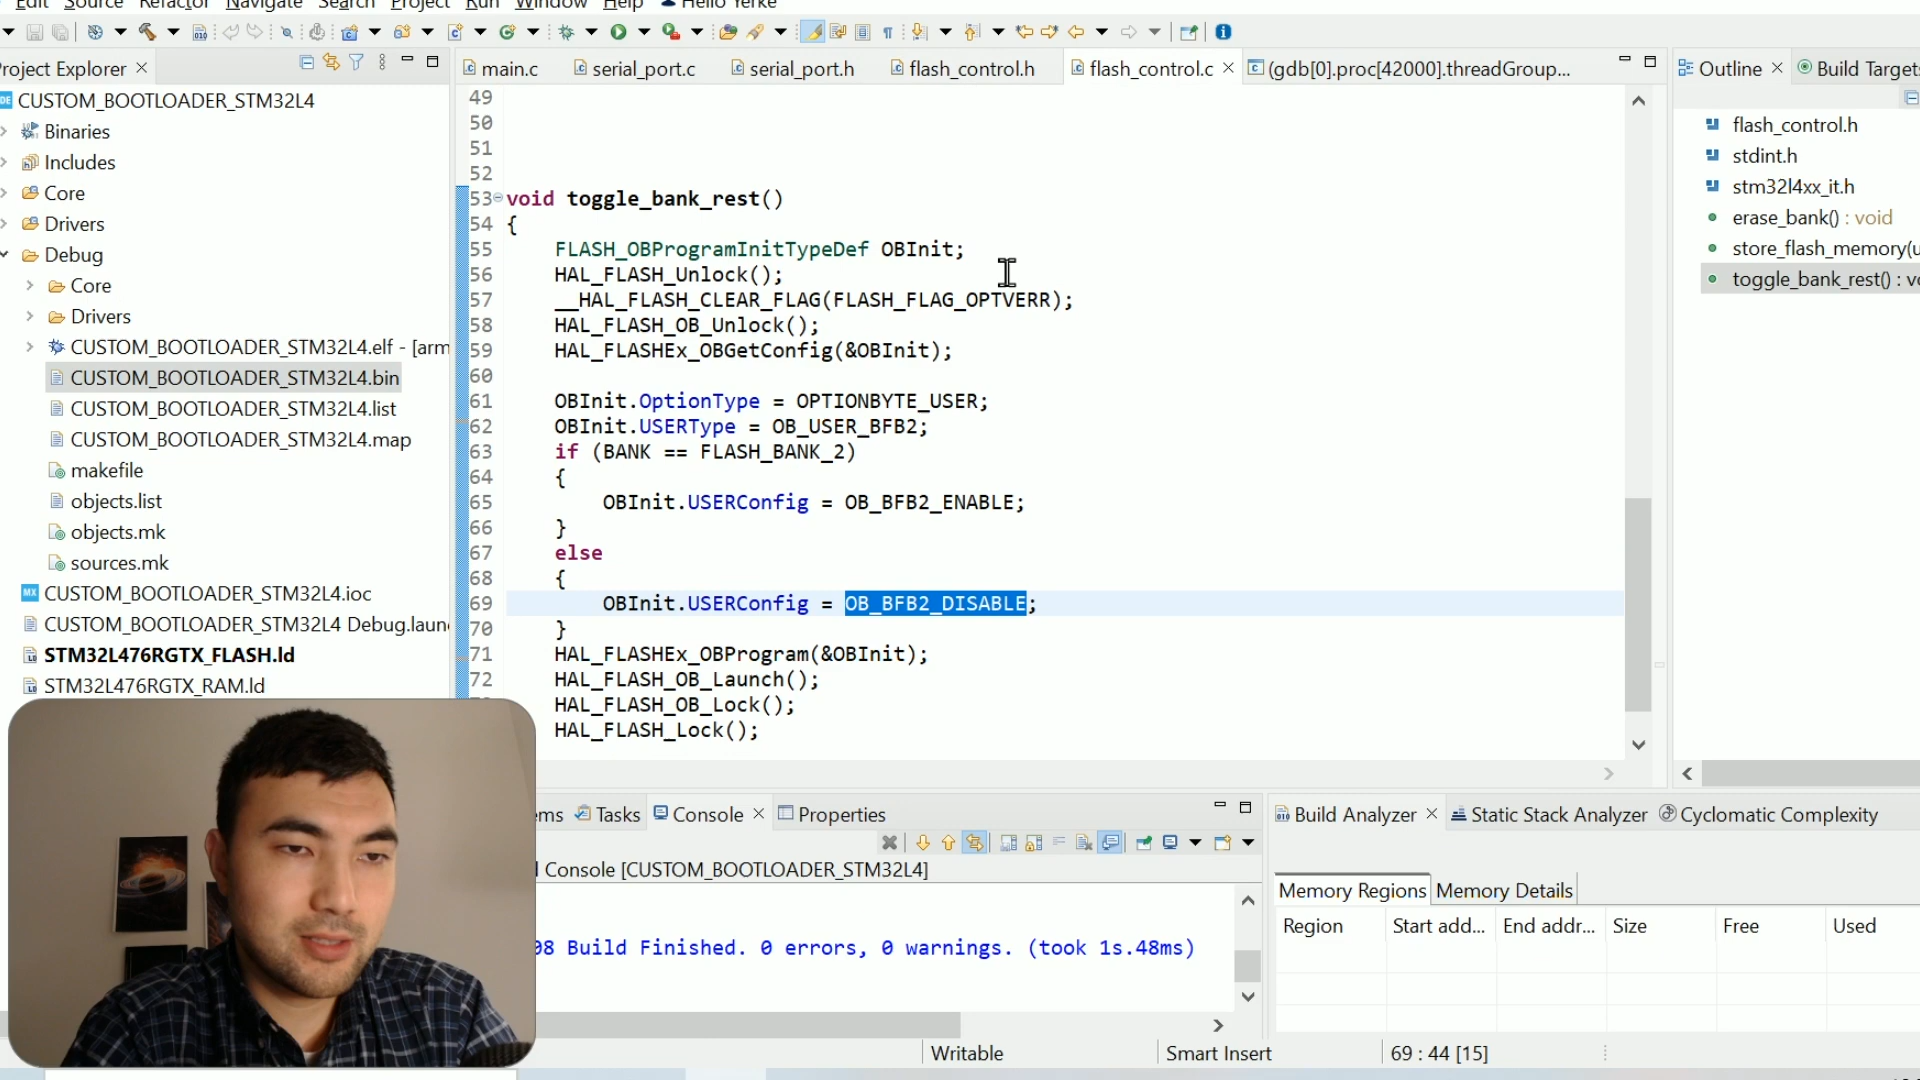 Edit Source Refactor Navigate Search Project Run Window Help Hello Yerke
Project Explorer
main.c serial_port.c serial_port.h flash_control.h flash_control.c (gdb[0].proc[42000].threadGroup...
Outline Build Targets
CUSTOM_BOOTLOADER_STM32L4
Binaries
Includes
Core
Drivers
Debug
Core
Drivers
CUSTOM_BOOTLOADER_STM32L4.elf - [arm
CUSTOM_BOOTLOADER_STM32L4.bin
CUSTOM_BOOTLOADER_STM32L4.list
CUSTOM_BOOTLOADER_STM32L4.map
makefile
objects.list
objects.mk
sources.mk
CUSTOM_BOOTLOADER_STM32L4.ioc
CUSTOM_BOOTLOADER_STM32L4 Debug.laun
STM32L476RGTX_FLASH.ld
STM32L476RGTX_RAM.ld
49
50
51
52
53 void toggle_bank_rest()
54 {
55 FLASH_OBProgramInitTypeDef OBInit;
56 HAL_FLASH_Unlock();
57 __HAL_FLASH_CLEAR_FLAG(FLASH_FLAG_OPTVERR);
58 HAL_FLASH_OB_Unlock();
59 HAL_FLASHEx_OBGetConfig(&OBInit);
60
61 OBInit.OptionType = OPTIONBYTE_USER;
62 OBInit.USERType = OB_USER_BFB2;
63 if (BANK == FLASH_BANK_2)
64 {
65 OBInit.USERConfig = OB_BFB2_ENABLE;
66 }
67 else
68 {
69 OBInit.USERConfig = OB_BFB2_DISABLE;
70 }
71 HAL_FLASHEx_OBProgram(&OBInit);
72 HAL_FLASH_OB_Launch();
HAL_FLASH_OB_Lock();
HAL_FLASH_Lock();
flash_control.h
stdint.h
stm32l4xx_it.h
erase_bank() : void
store_flash_memory(u
toggle_bank_rest() : vo
ems Tasks Console Properties
Console [CUSTOM_BOOTLOADER_STM32L4]
08 Build Finished. 0 errors, 0 warnings. (took 1s.48ms)
Build Analyzer Static Stack Analyzer Cyclomatic Complexity
Memory Regions Memory Details
Region Start add... End addr... Size Free Used
Writable Smart Insert 69 : 44 [15]